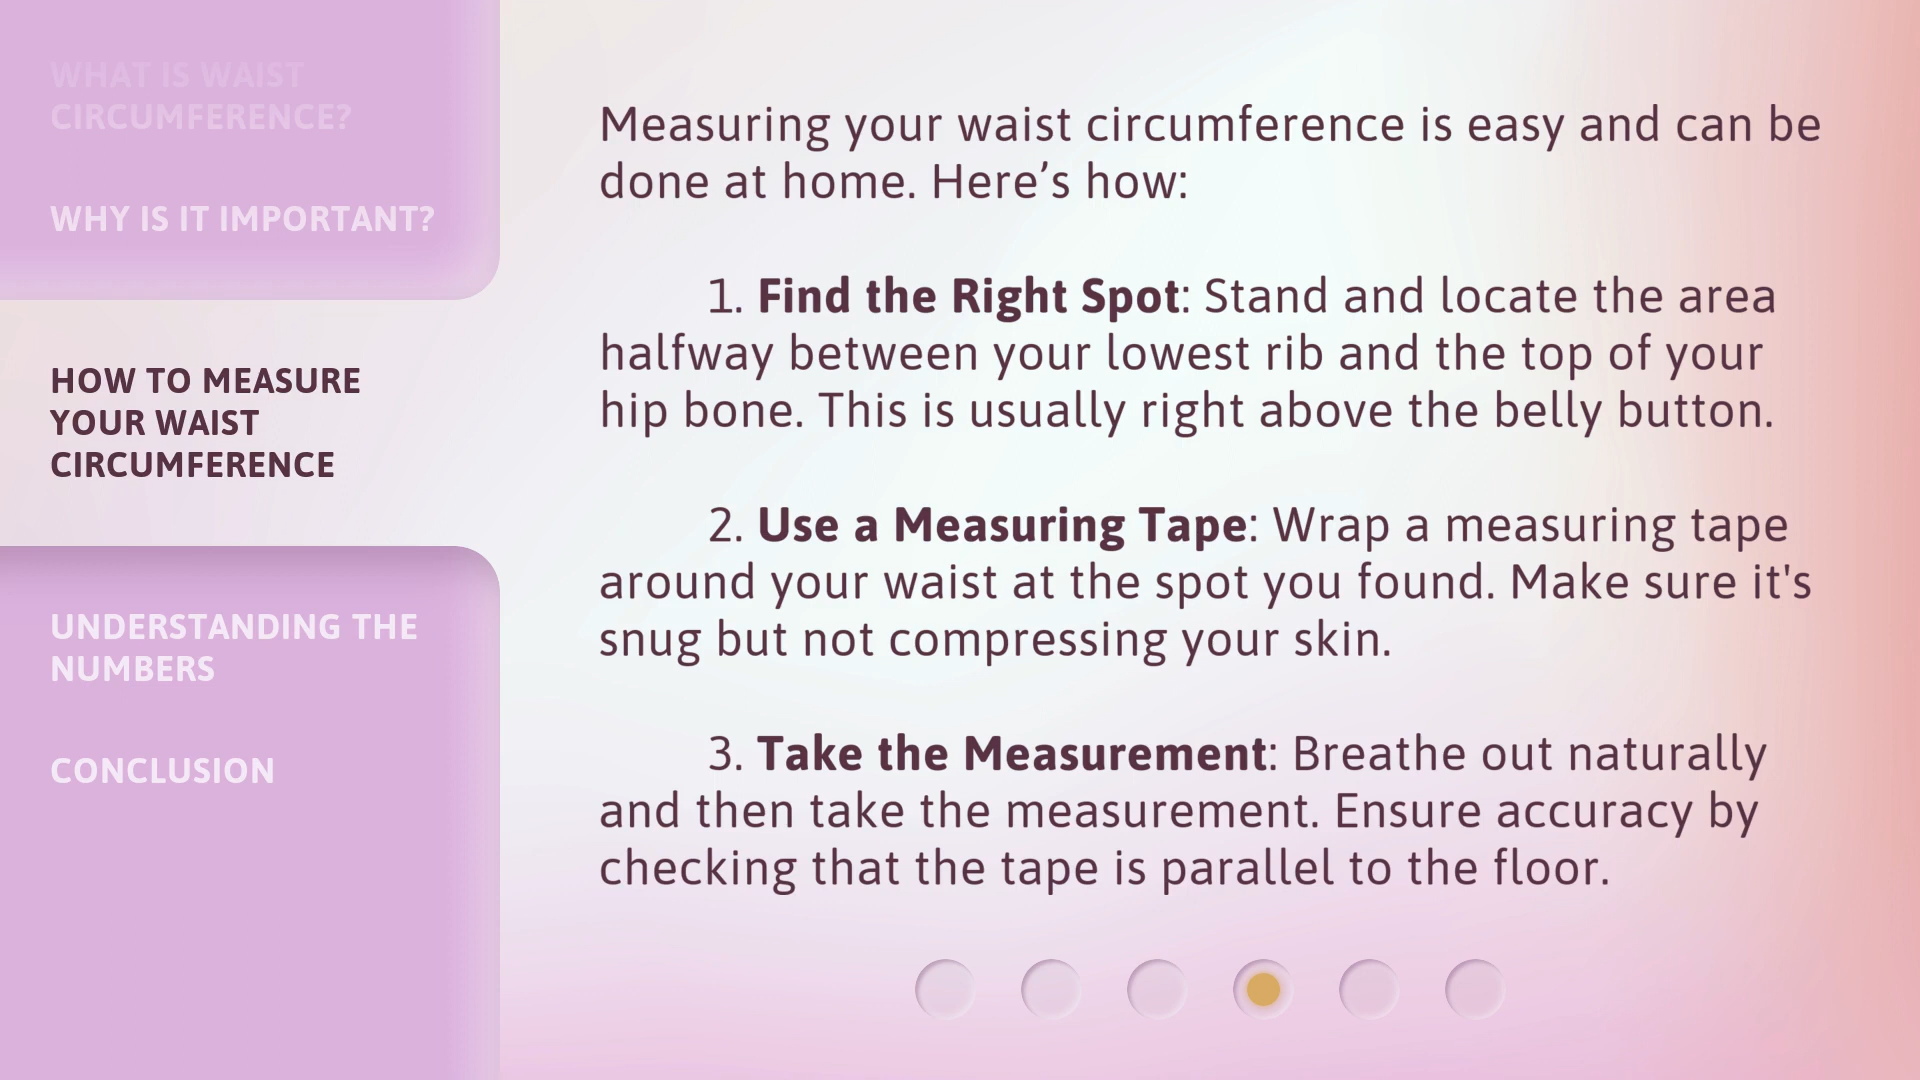 WHAT IS WAIST
CIRCUMFERENCE?
WHY IS IT IMPORTANT?
HOW TO MEASURE
YOUR WAIST
CIRCUMFERENCE
UNDERSTANDING THE
NUMBERS
CONCLUSION
Measuring your waist circumference is easy and can be
done at home. Here’s how:
1. Find the Right Spot: Stand and locate the area
halfway between your lowest rib and the top of your
hip bone. This is usually right above the belly button.
2. Use a Measuring Tape: Wrap a measuring tape
around your waist at the spot you found. Make sure it's
snug but not compressing your skin.
3. Take the Measurement: Breathe out naturally
and then take the measurement. Ensure accuracy by
checking that the tape is parallel to the floor.